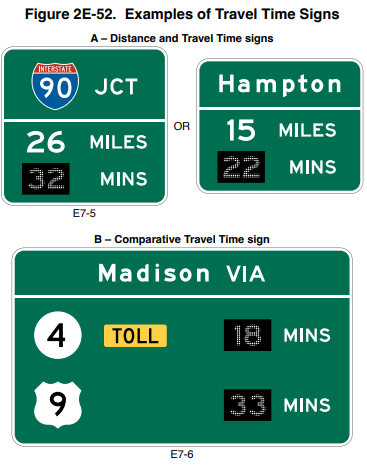 Figure 2E-52. Examples of Travel Time Signs
A – Distance and Travel Time signs
INTERSTATE
90 JCT
26 MILES
32 MINS
E7-5
OR
Hampton
15 MILES
22 MINS
B – Comparative Travel Time sign
Madison VIA
4 TOLL 18 MINS
9 33 MINS
E7-6